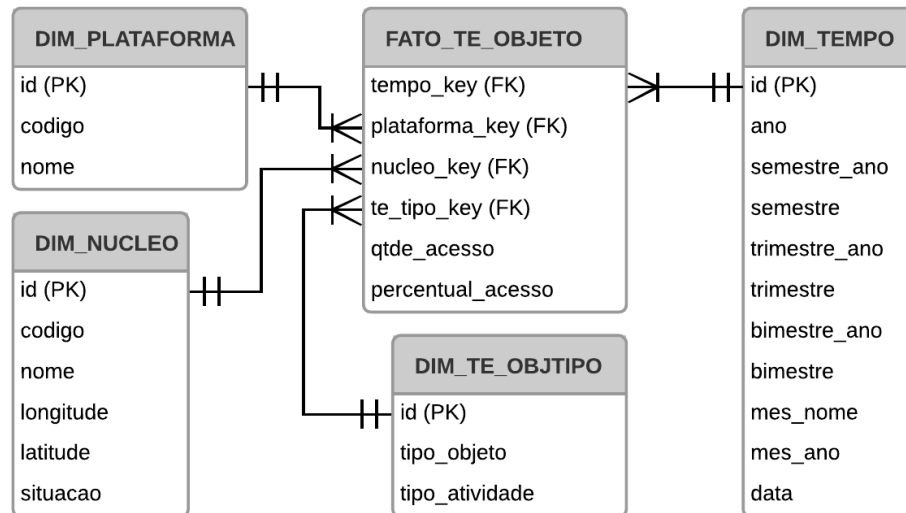 DIM_PLATAFORMA
id (PK)
codigo
nome
DIM_NUCLEO
id (PK)
codigo
nome
longitude
latitude
situacao
FATO_TE_OBJETO
tempo_key (FK)
plataforma_key (FK)
nucleo_key (FK)
te_tipo_key (FK)
qtde_acesso
percentual_acesso
DIM_TE_OBJTIPO
id (PK)
tipo_objeto
tipo_atividade
DIM_TEMPO
id (PK)
ano
semestre_ano
semestre
trimestre_ano
trimestre
bimestre_ano
bimestre
mes_nome
mes_ano
data